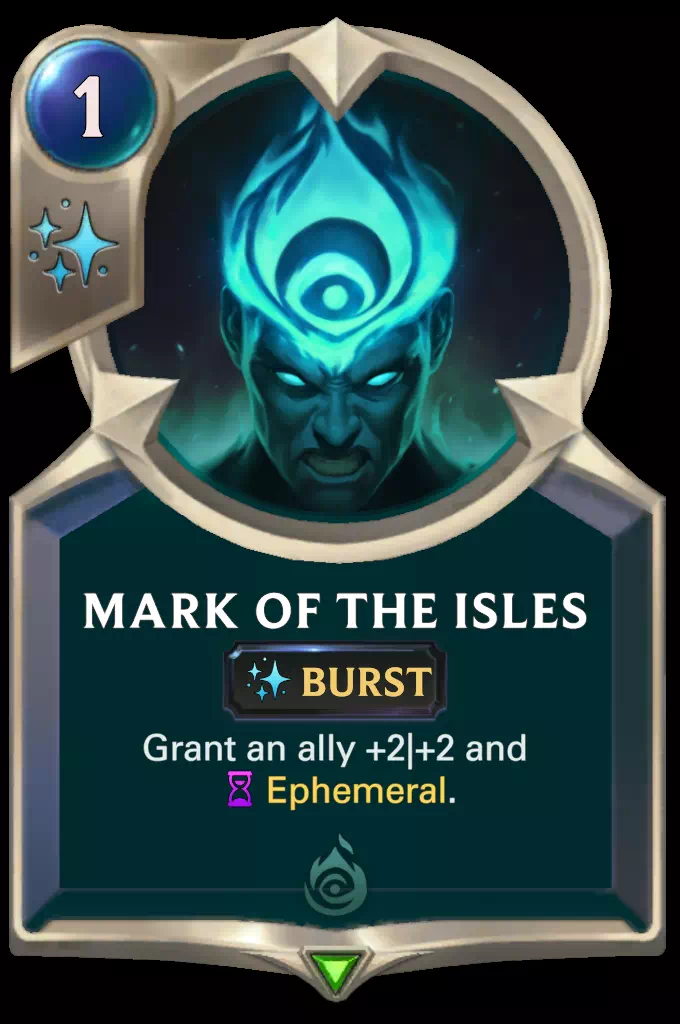 1
MARK OF THE ISLES
BURST
Grant an ally +2|+2 and
Ephemeral.